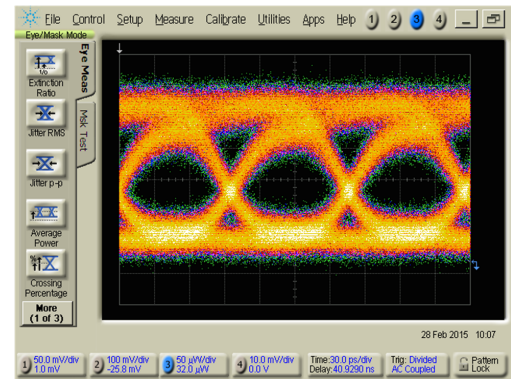 File Control Setup Measure Calibrate Utilities Apps Help 1 2 3 4
Eye/Mask Mode
Eye Meas
Msk Test
Extinction
Ratio
Jitter RMS
Jitter p-p
Average
Power
Crossing
Percentage
More
(1 of 3)
28 Feb 2015 10:07
1) 50.0 mV/div
1.0 mV
2) 100 mV/div
-25.8 mV
3) 50 µW/div
32.0 µW
4) 10.0 mV/div
0.0 V
Time:30.0 ps/div
Delay:40.9290 ns
Trig: Divided
AC Coupled
Pattern
Lock